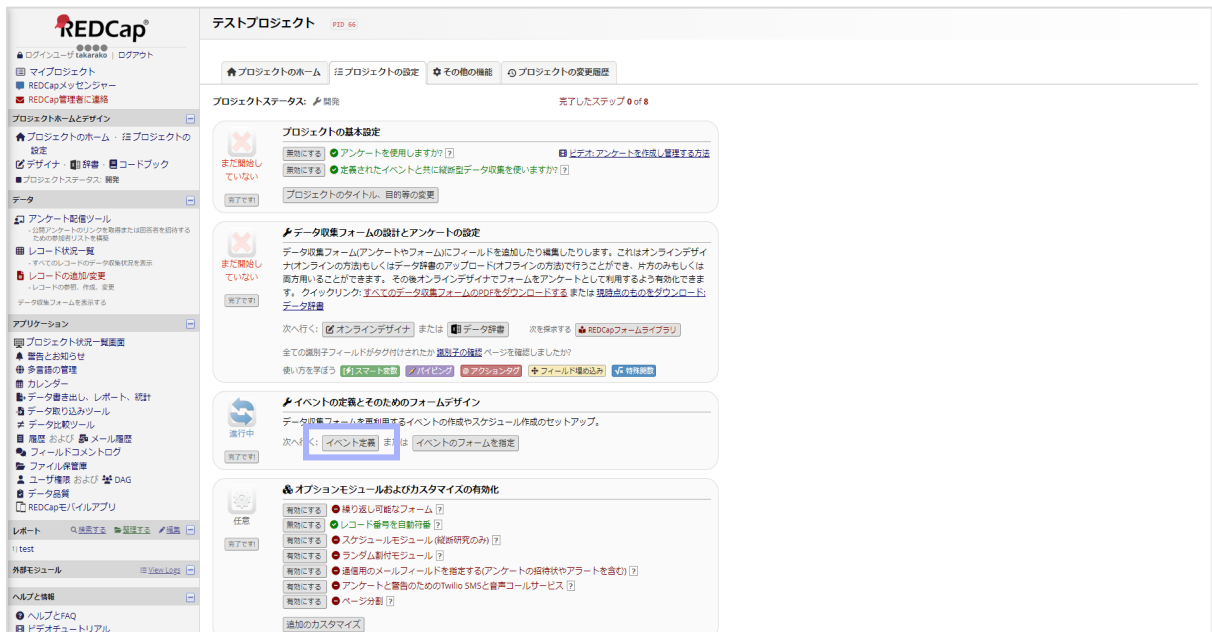 REDCap®
ログインユーザ takarako | ログアウト
マイプロジェクト
REDCapメッセンジャー
REDCap管理者に連絡
プロジェクトホームとデザイン
プロジェクトのホーム · プロジェクトの
設定
デザイナ · 辞書 · コードブック
プロジェクトステータス: 開発
データ
アンケート配信ツール
- 公開アンケートのリンクを取得または回答者を招待する
ための参加者リストを構築
レコード状況一覧
- すべてのレコードのデータ収集状況を表示
レコードの追加/変更
- レコードの参照、作成、変更
データ収集フォームを表示する
アプリケーション
プロジェクト状況一覧画面
警告とお知らせ
多言語の管理
カレンダー
データ書き出し、レポート、統計
データ取り込みツール
データ比較ツール
履歴 および メール履歴
フィールドコメントログ
ファイル保管庫
ユーザ権限 および DAG
データ品質
REDCapモバイルアプリ
レポート 検索する 整理する 編集
1) test
外部モジュール View Logs
ヘルプと情報
ヘルプとFAQ
ビデオチュートリアル
テストプロジェクト PID 66
プロジェクトのホーム プロジェクトの設定 その他の機能 プロジェクトの変更履歴
プロジェクトステータス: 開発 完了したステップ 0 of 8
まだ開始し
ていない
完了です!
プロジェクトの基本設定
無効にする アンケートを使用しますか? ? ビデオ: アンケートを作成し管理する方法
無効にする 定義されたイベントと共に縦断型データ収集を使いますか? ?
プロジェクトのタイトル、目的等の変更
まだ開始し
ていない
完了です!
データ収集フォームの設計とアンケートの設定
データ収集フォーム(アンケートやフォーム)にフィールドを追加したり編集したりします。これはオンラインデザイ
ナ(オンラインの方法)もしくはデータ辞書のアップロード(オフラインの方法)で行うことができ、片方のみもしくは
両方用いることができます。 その後オンラインデザイナでフォームをアンケートとして利用するよう有効化できま
す。 クイックリンク: すべてのデータ収集フォームのPDFをダウンロードする または 現時点のものをダウンロード:
データ辞書
次へ行く: オンラインデザイナ または データ辞書 次を探求する REDCapフォームライブラリ
全ての識別子フィールドがタグ付けされたか 識別子の確認 ページを確認しましたか?
使い方を学ぼう [⚡]スマート変数 パイピング @アクションタグ フィールド埋め込み √x 特殊関数
進行中
完了です!
イベントの定義とそのためのフォームデザイン
データ収集フォームを再利用するイベントの作成やスケジュール作成のセットアップ。
次へ行く: イベント定義 または イベントのフォームを指定
任意
完了です!
オプションモジュールおよびカスタマイズの有効化
有効にする 繰り返し可能なフォーム ?
無効にする レコード番号を自動符番 ?
有効にする スケジュールモジュール (縦断研究のみ) ?
有効にする ランダム割付モジュール ?
有効にする 通信用のメールフィールドを指定する(アンケートの招待状やアラートを含む) ?
有効にする アンケートと警告のためのTwilio SMSと音声コールサービス ?
有効にする ページ分割 ?
追加のカスタマイズ